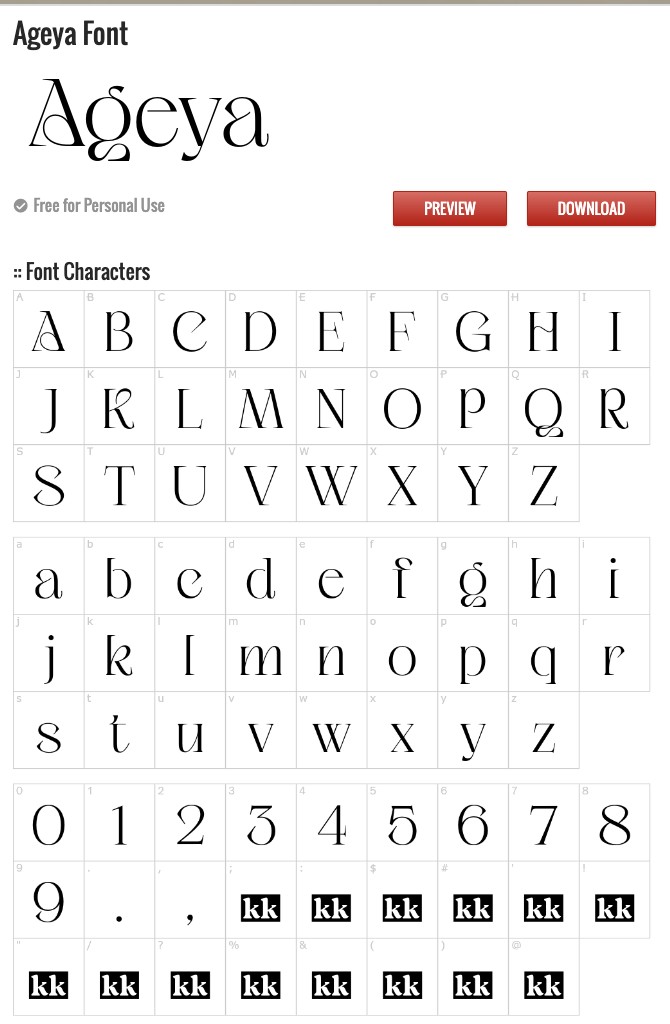 Ageya Font
Ageya
Free for Personal Use
PREVIEW DOWNLOAD
:: Font Characters
A B C D E F G H I
A B C D E F G H I
J K L M N O P Q R
J K L M N O P Q R
S T U V W X Y Z
S T U V W X Y Z
a b c d e f g h i
a b c d e f g h i
j k l m n o p q r
j k l m n o p q r
s t u v w x y z
s t u v w x y z
0 1 2 3 4 5 6 7 8
0 1 2 3 4 5 6 7 8
9 . , ; : $ # ' !
9 . , kk kk kk kk kk kk
" / ? % & ( ) @
kk kk kk kk kk kk kk kk